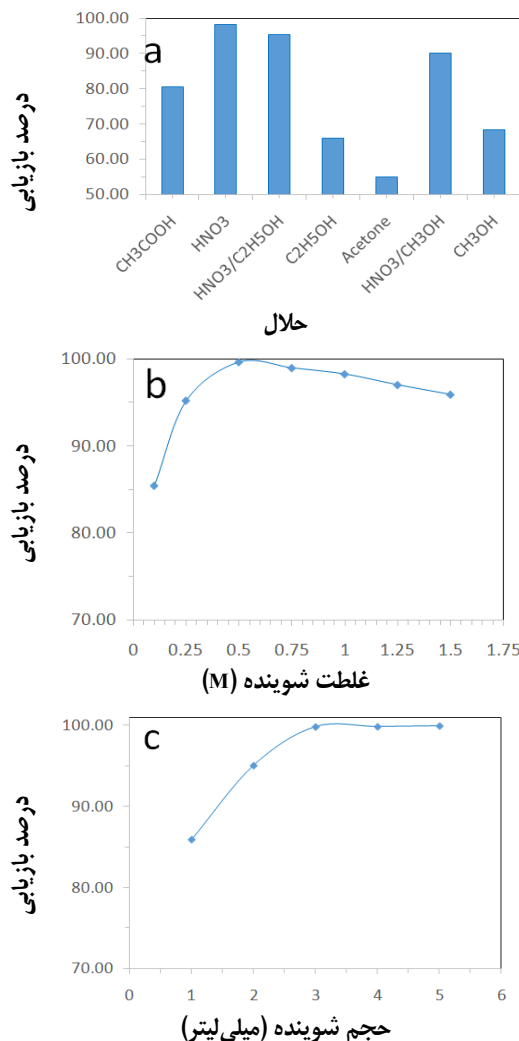 a
100.00
90.00
80.00
70.00
60.00
50.00
درصد بازیابی
CH3COOH
HNO3
HNO3/C2H5OH
C2H5OH
Acetone
HNO3/CH3OH
CH3OH
حلال
b
100.00
90.00
80.00
70.00
درصد بازیابی
0 0.25 0.5 0.75 1 1.25 1.5 1.75
غلطت شوینده (M)
c
100.00
90.00
80.00
70.00
درصد بازیابی
0 1 2 3 4 5 6
حجم شوینده (میلی‌لیتر)